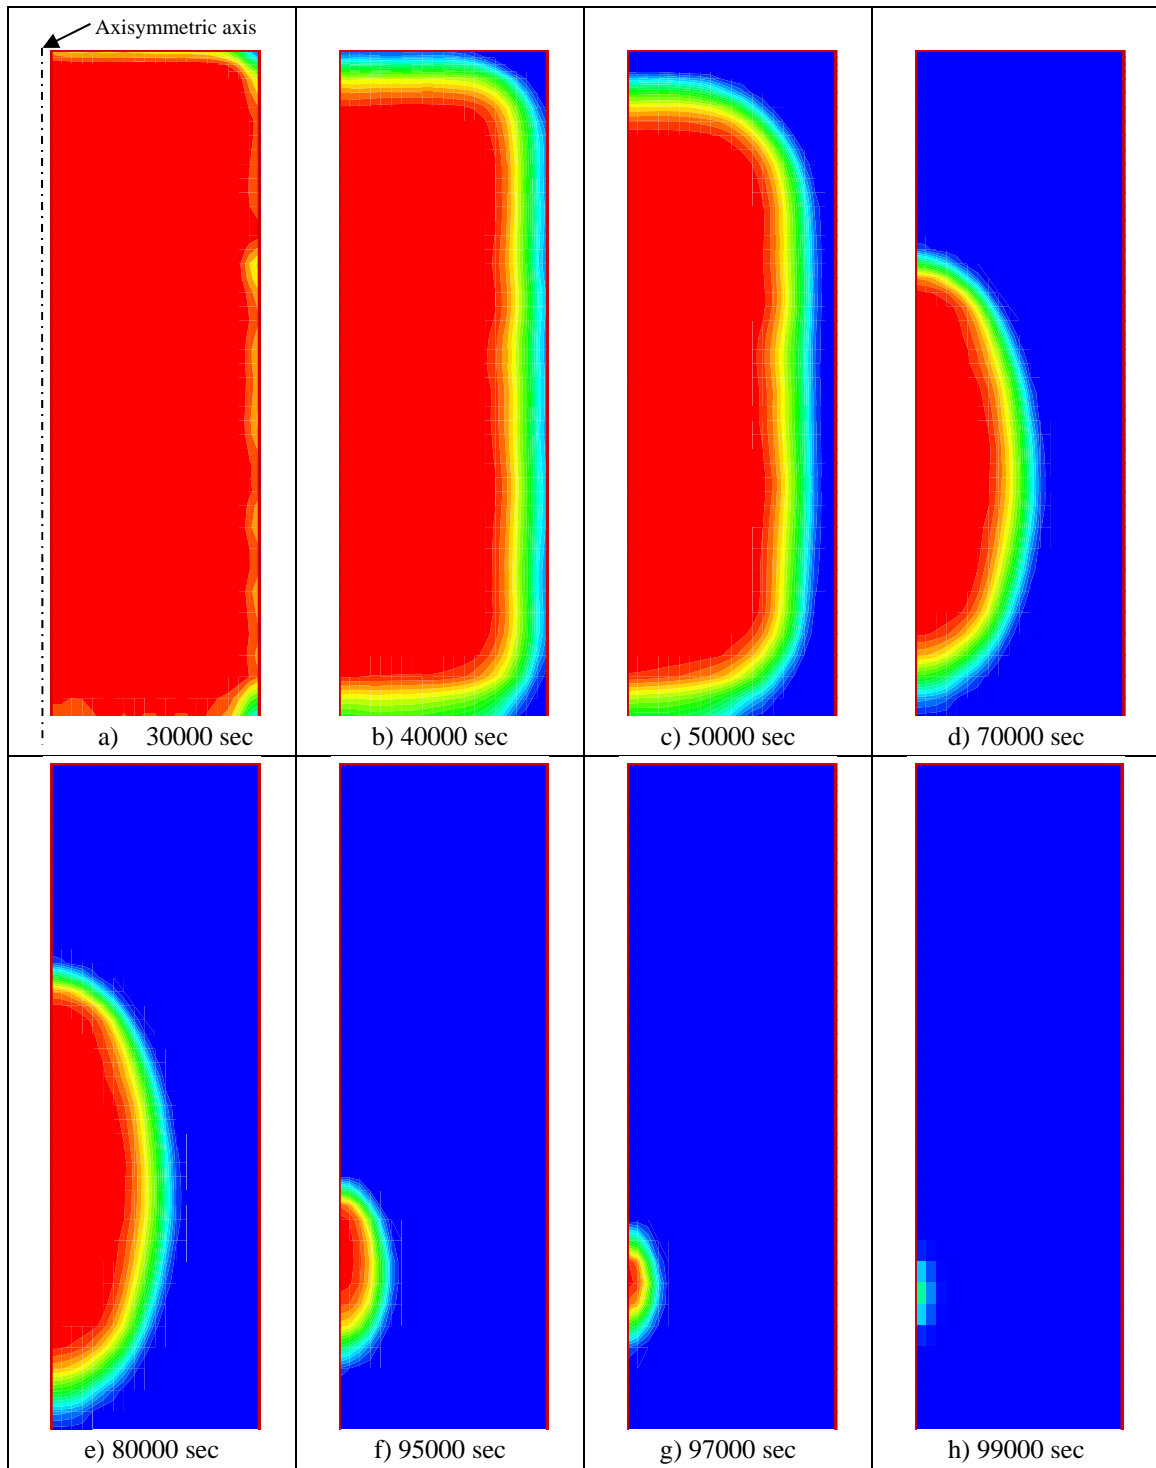 Axisymmetric axis
a) 30000 sec
b) 40000 sec
c) 50000 sec
d) 70000 sec
e) 80000 sec
f) 95000 sec
g) 97000 sec
h) 99000 sec